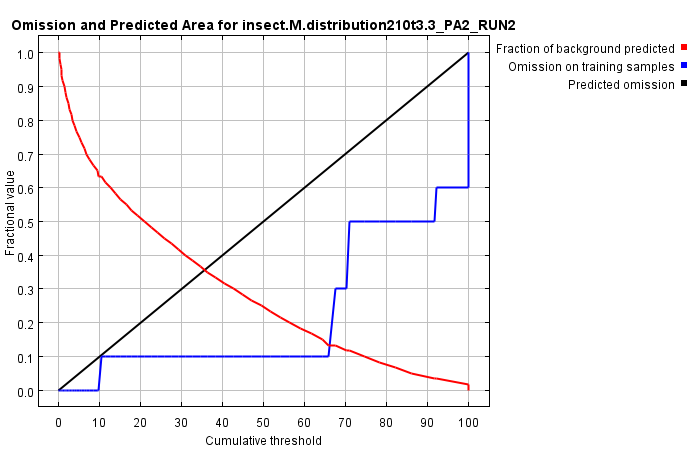 Omission and Predicted Area for insect.M.distribution210t3.3_PA2_RUN2
Fraction of background predicted
Omission on training samples
Predicted omission
1.0
0.9
0.8
0.7
0.6
0.5
0.4
0.3
0.2
0.1
0.0
Fractional value
0 10 20 30 40 50 60 70 80 90 100
Cumulative threshold